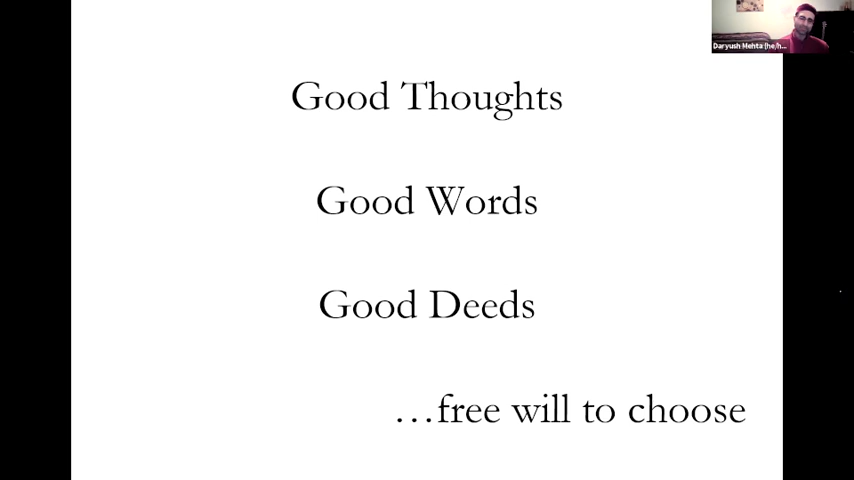 Daryush Mehta (he/h...
Good Thoughts
Good Words
Good Deeds
…free will to choose